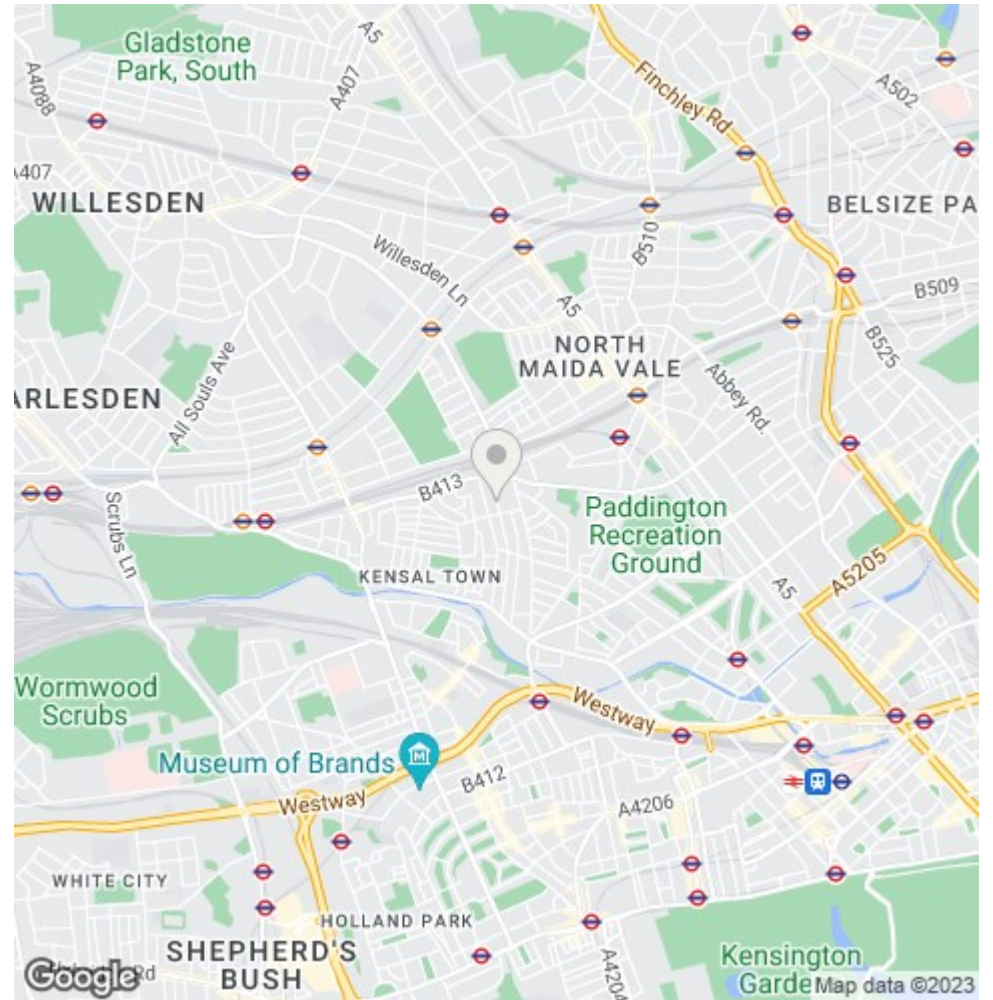 Gladstone
Park, South
A5
A407
A4088
A502
Finchley Rd
A407
WILLESDEN
BELSIZE PA
B510
Willesden Ln
A5
B509
NORTH
MAIDA VALE
B525
Abbey Rd.
ARLESDEN
All Souls Ave
B413
Scrubs Ln
Paddington
Recreation
Ground
KENSAL TOWN
A5205
A5
Wormwood
Scrubs
Westway
Museum of Brands
M
B412
Westway
A4206
WHITE CITY
HOLLAND PARK
SHEPHERD'S
BUSH
A4204
Kensington
Garde
Google
Rd
Map data ©2023